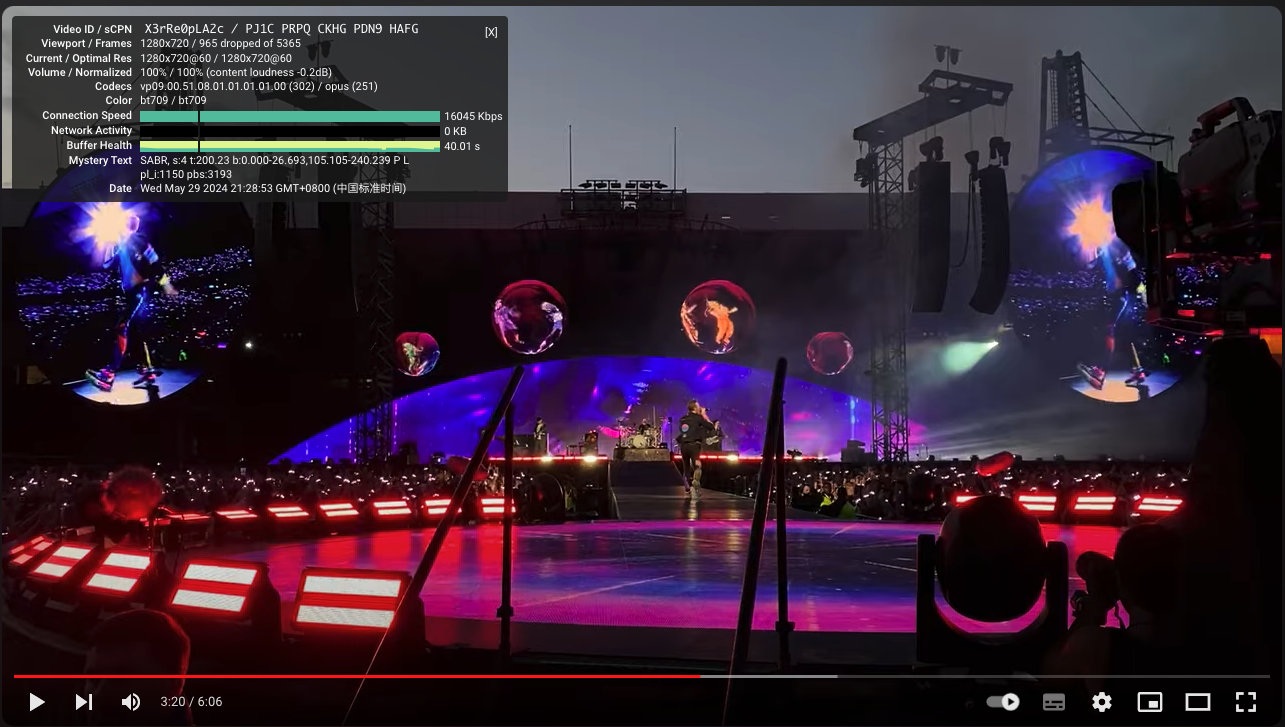 Video ID / sCPN X3rRe0pLA2c / PJ1C PRPQ CKHG PDN9 HAFG [X]
Viewport / Frames 1280x720 / 965 dropped of 5365
Current / Optimal Res 1280x720@60 / 1280x720@60
Volume / Normalized 100% / 100% (content loudness -0.2dB)
Codecs vp09.00.51.08.01.01.01.01.00 (302) / opus (251)
Color bt709 / bt709
Connection Speed 16045 Kbps
Network Activity 0 KB
Buffer Health 40.01 s
Mystery Text SABR, s:4 t:200.23 b:0.000-26.693,105.105-240.239 P L
pl_i:1150 pbs:3193
Date Wed May 29 2024 21:28:53 GMT+0800 (中国标准时间)
3:20 / 6:06